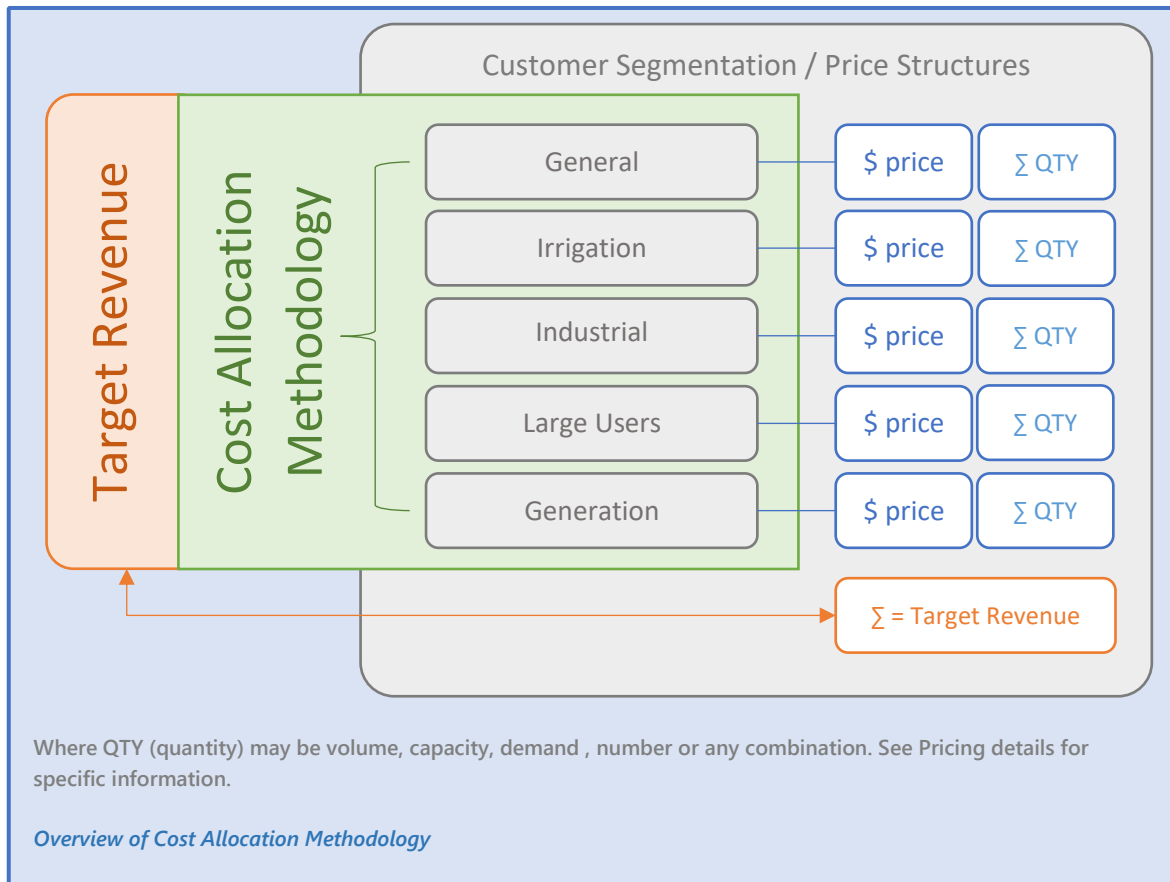 Customer Segmentation / Price Structures
Target Revenue
Cost Allocation
Methodology
General
$ price
∑ QTY
Irrigation
$ price
∑ QTY
Industrial
$ price
∑ QTY
Large Users
$ price
∑ QTY
Generation
$ price
∑ QTY
∑ = Target Revenue
Where QTY (quantity) may be volume, capacity, demand , number or any combination. See Pricing details for
specific information.
Overview of Cost Allocation Methodology